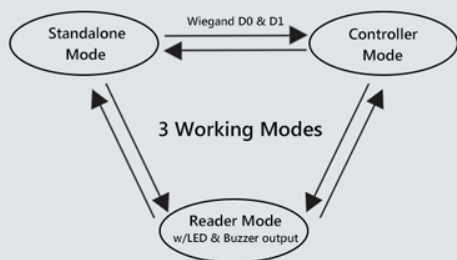 Standalone
Mode
Wiegand D0 & D1
Controller
Mode
3 Working Modes
Reader Mode
w/LED & Buzzer output